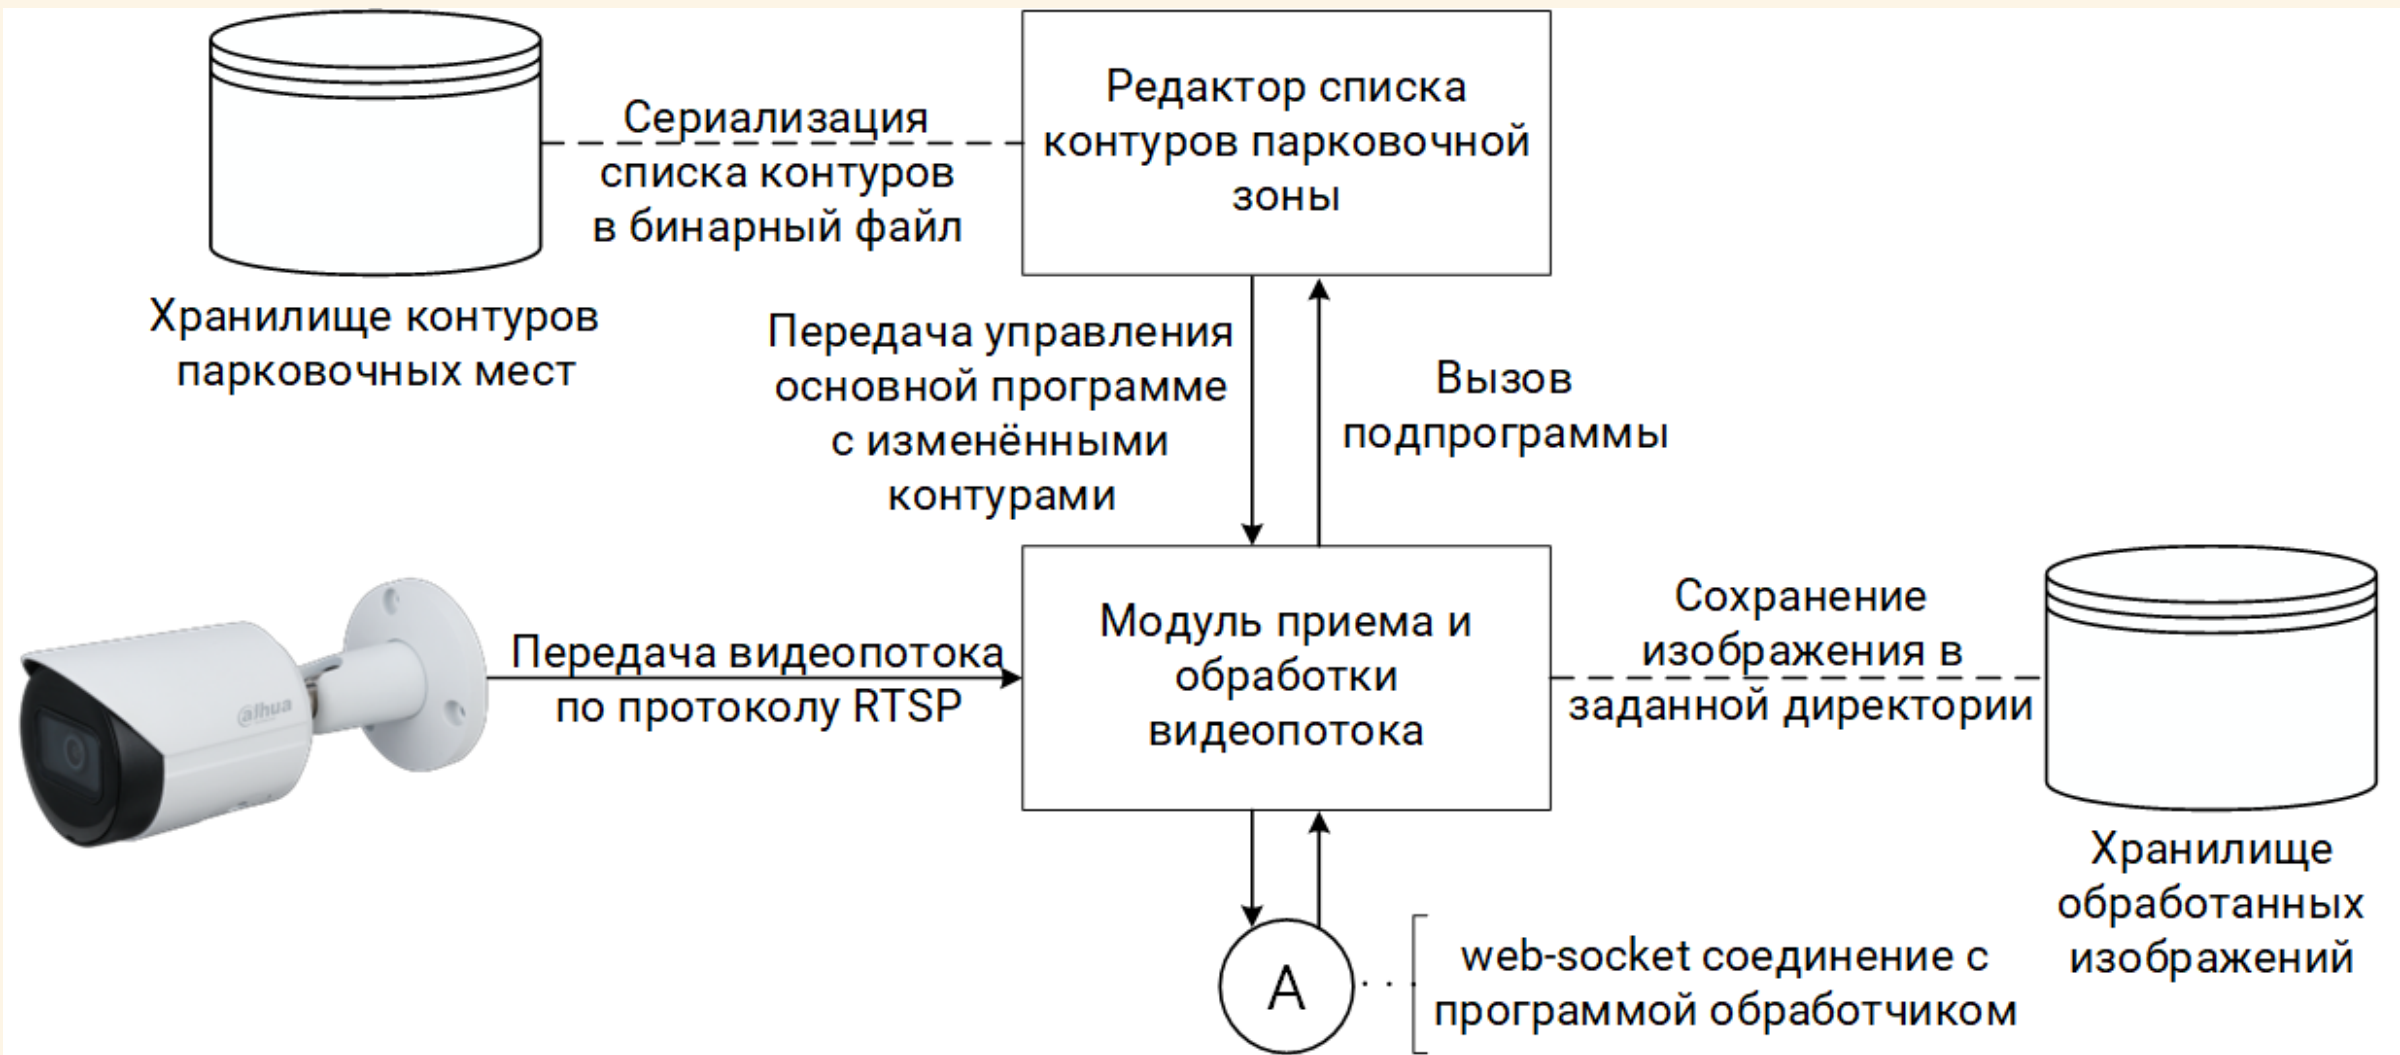 Редактор списка
контуров парковочной
зоны
Сериализация
списка контуров
в бинарный файл
Хранилище контуров
парковочных мест
Передача управления
основной программе
с изменёнными
контурами
Вызов
подпрограммы
alhua
Передача видеопотока
по протоколу RTSP
Модуль приема и
обработки
видеопотока
Сохранение
изображения в
заданной директории
Хранилище
обработанных
изображений
A
web-socket соединение с
программой обработчиком